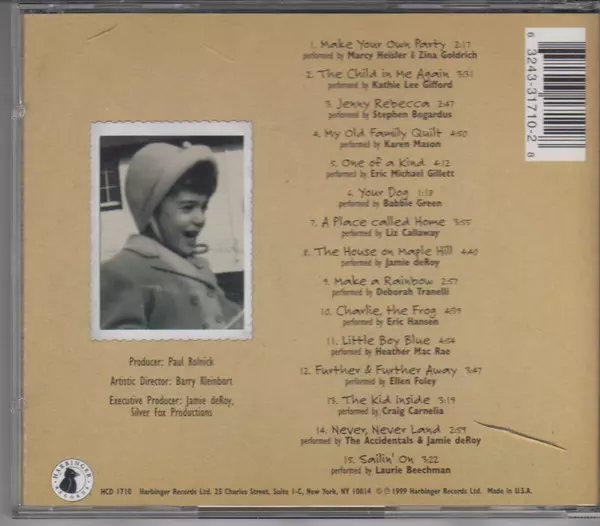 1. Make Your Own Party 2:17
performed by Marcy Heisler & Zina Goldrich
2. The Child in Me Again 3:31
performed by Kathie Lee Gifford
3. Jenny Rebecca 2:47
performed by Stephen Bogardus
4. My Old Family Quilt 4:50
performed by Karen Mason
5. One of a Kind 4:12
performed by Eric Michael Gillett
6. Your Dog 1:18
performed by Babbie Green
7. A Place called Home 3:55
performed by Liz Callaway
8. The House on Maple Hill 4:40
performed by Jamie deRoy
9. Make a Rainbow 2:57
performed by Deborah Tranelli
10. Charlie, the Frog 4:39
performed by Eric Hansen
11. Little Boy Blue 4:04
performed by Heather Mac Rae
12. Further & Further Away 3:47
performed by Ellen Foley
13. The Kid Inside 3:19
performed by Craig Carnelia
14. Never, Never Land 2:59
performed by The Accidentals & Jamie deRoy
15. Sailin' On 3:22
performed by Laurie Beechman
6 3243-31710-2 8
Producer: Paul Rolnick
Artistic Director: Barry Kleinbort
Executive Producer: Jamie deRoy,
Silver Fox Productions
HARBINGER
RECORDS
HCD 1710 Harbinger Records Ltd. 25 Charles Street, Suite 1-C, New York, NY 10014 ℗ © 1999 Harbinger Records Ltd. Made in U.S.A.